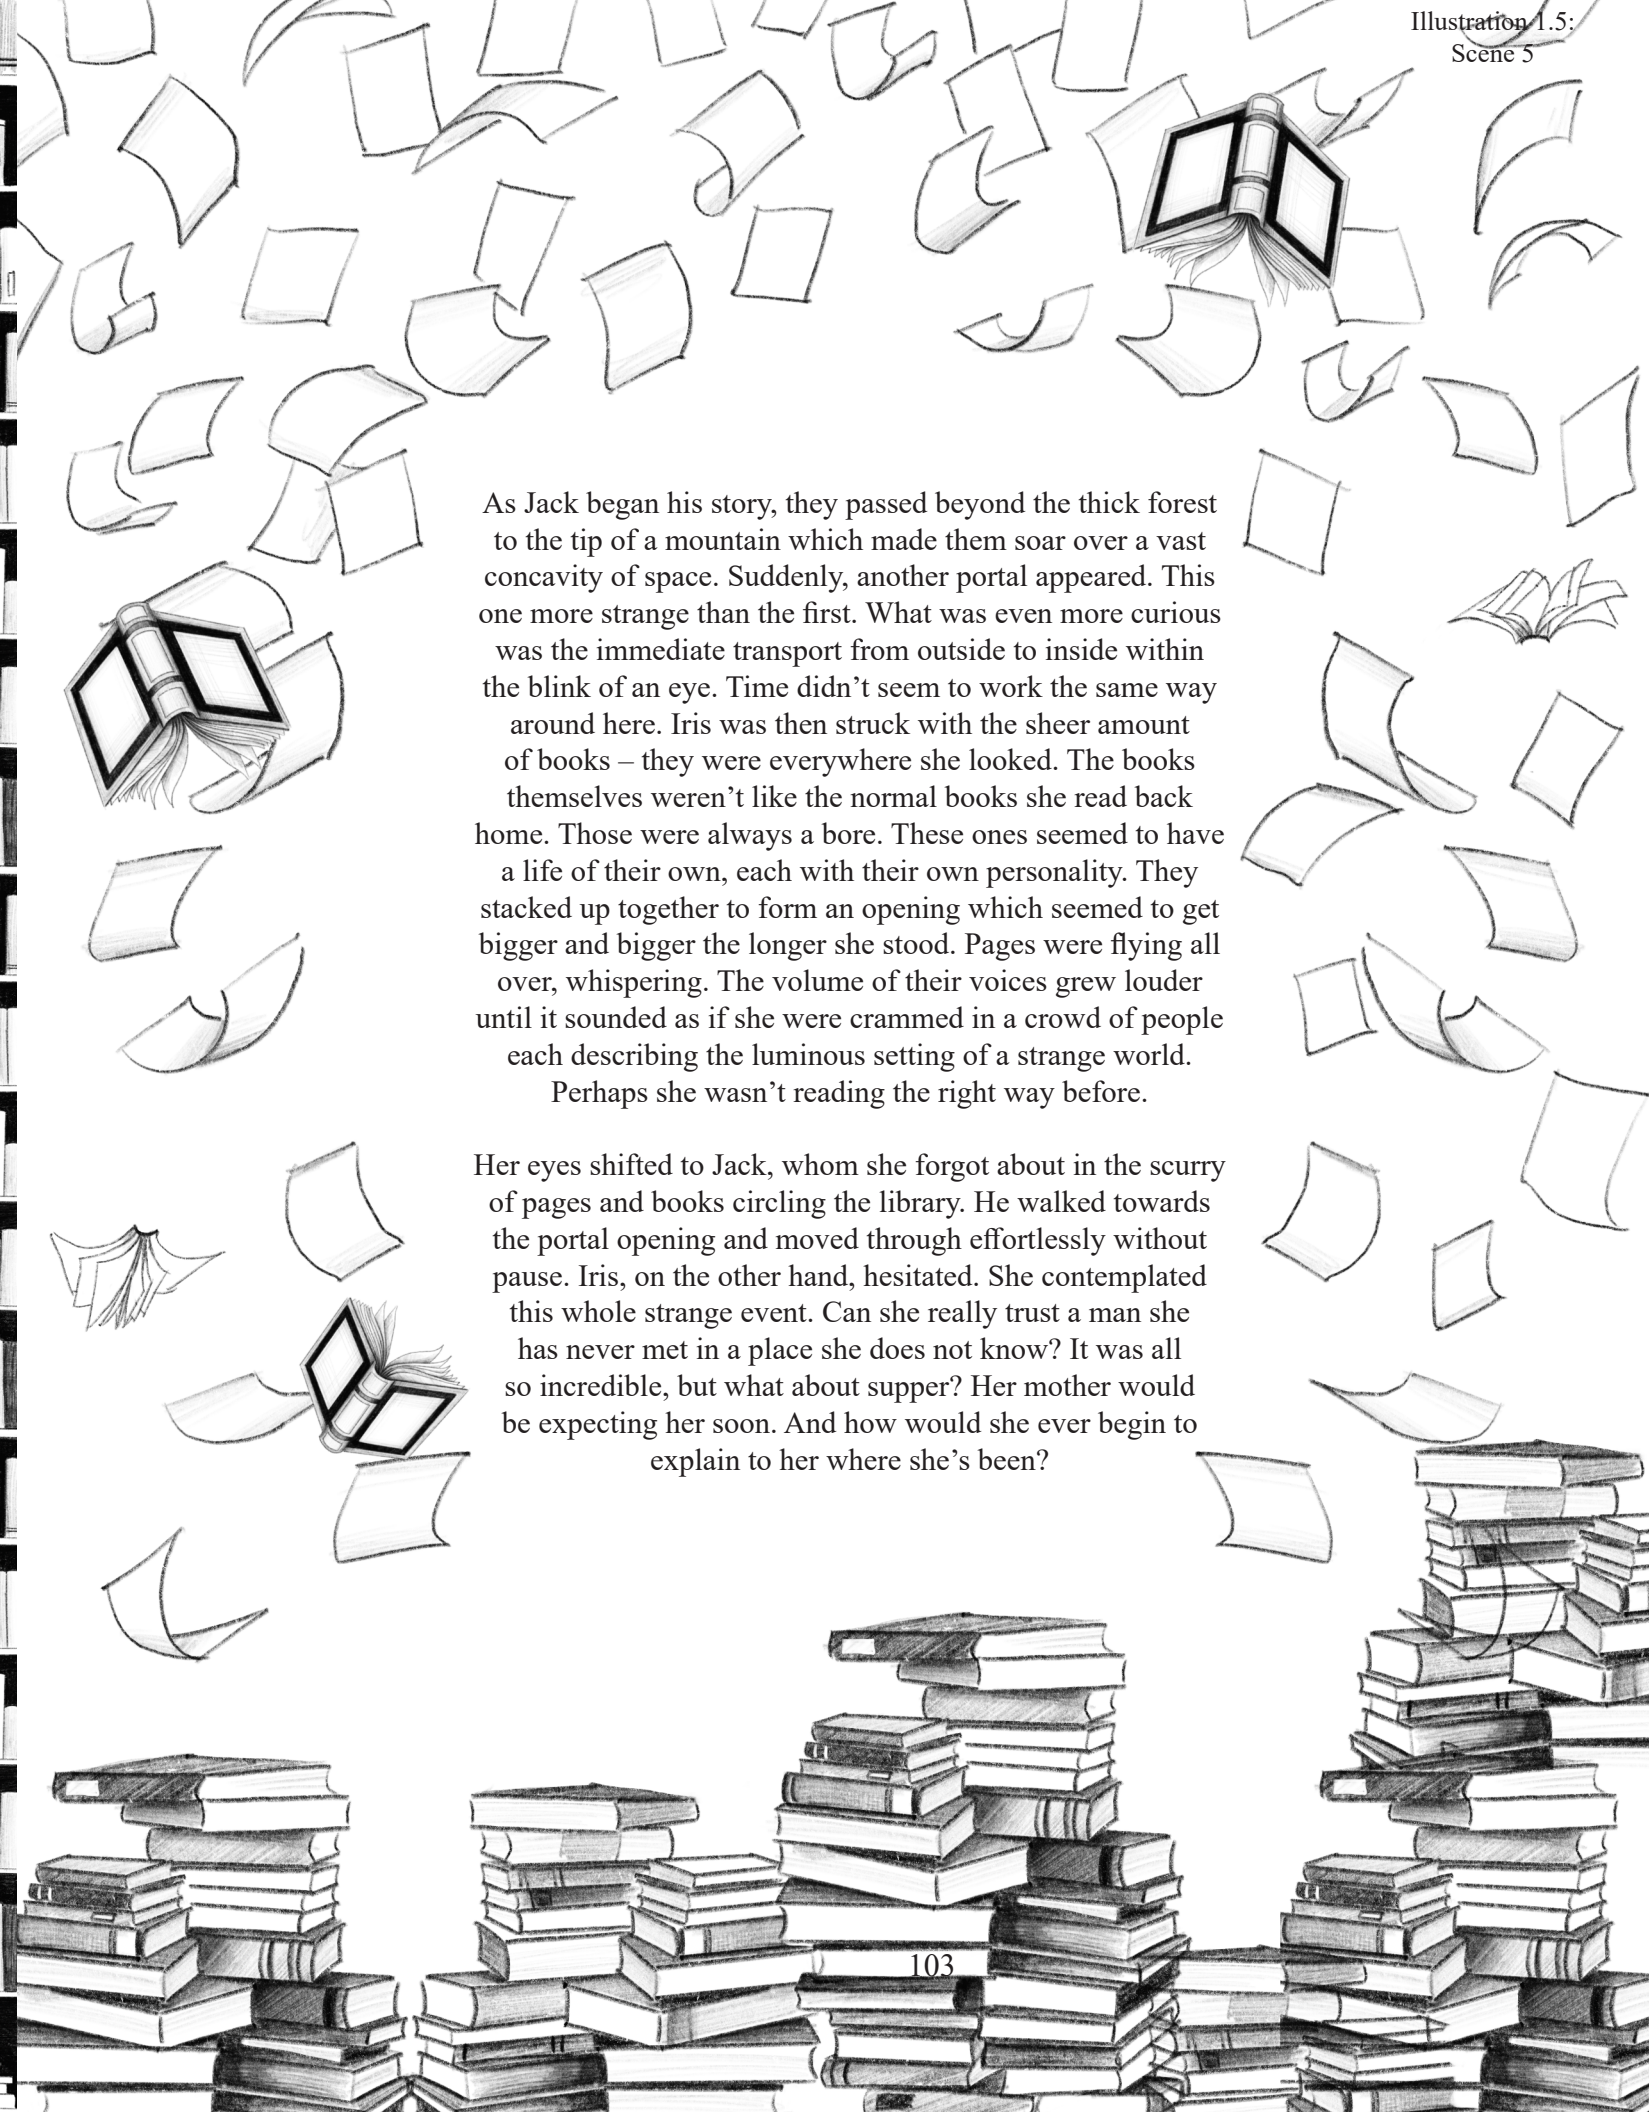 Illustration 1.5:
Scene 5
As Jack began his story, they passed beyond the thick forest
to the tip of a mountain which made them soar over a vast
concavity of space. Suddenly, another portal appeared. This
one more strange than the first. What was even more curious
was the immediate transport from outside to inside within
the blink of an eye. Time didn’t seem to work the same way
around here. Iris was then struck with the sheer amount
of books – they were everywhere she looked. The books
themselves weren’t like the normal books she read back
home. Those were always a bore. These ones seemed to have
a life of their own, each with their own personality. They
stacked up together to form an opening which seemed to get
bigger and bigger the longer she stood. Pages were flying all
over, whispering. The volume of their voices grew louder
until it sounded as if she were crammed in a crowd of people
each describing the luminous setting of a strange world.
Perhaps she wasn’t reading the right way before.
Her eyes shifted to Jack, whom she forgot about in the scurry
of pages and books circling the library. He walked towards
the portal opening and moved through effortlessly without
pause. Iris, on the other hand, hesitated. She contemplated
this whole strange event. Can she really trust a man she
has never met in a place she does not know? It was all
so incredible, but what about supper? Her mother would
be expecting her soon. And how would she ever begin to
explain to her where she’s been?
103